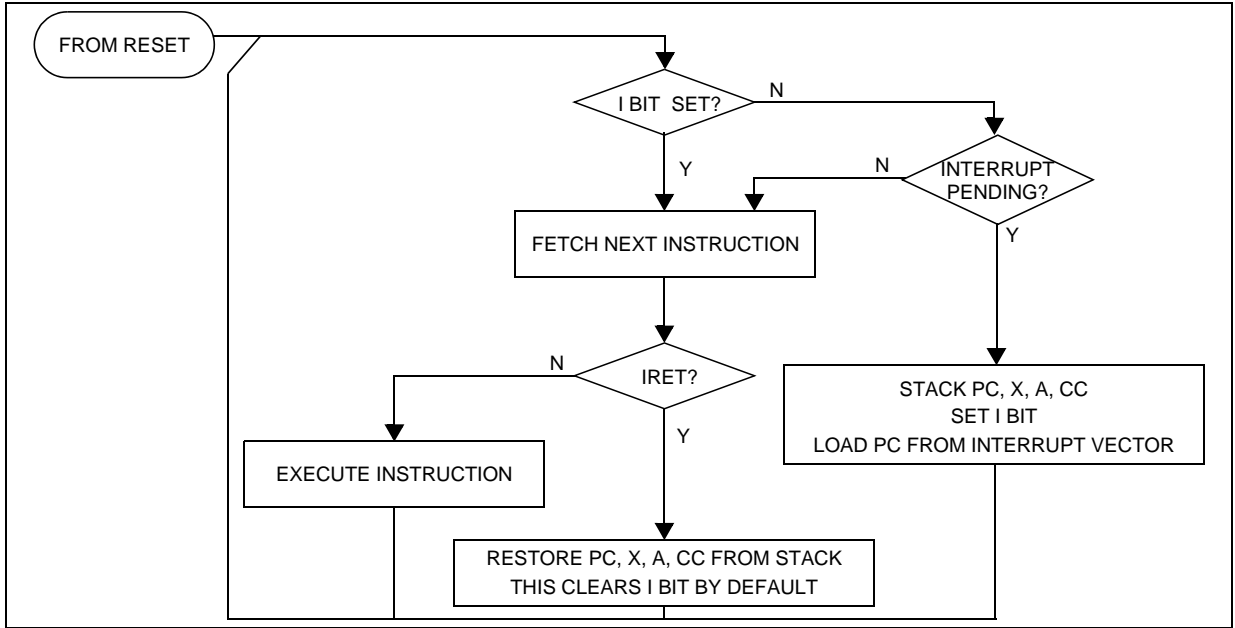 FROM RESET
I BIT SET?
N
Y
N
INTERRUPT
PENDING?
Y
FETCH NEXT INSTRUCTION
N
IRET?
Y
STACK PC, X, A, CC
SET I BIT
LOAD PC FROM INTERRUPT VECTOR
EXECUTE INSTRUCTION
RESTORE PC, X, A, CC FROM STACK
THIS CLEARS I BIT BY DEFAULT